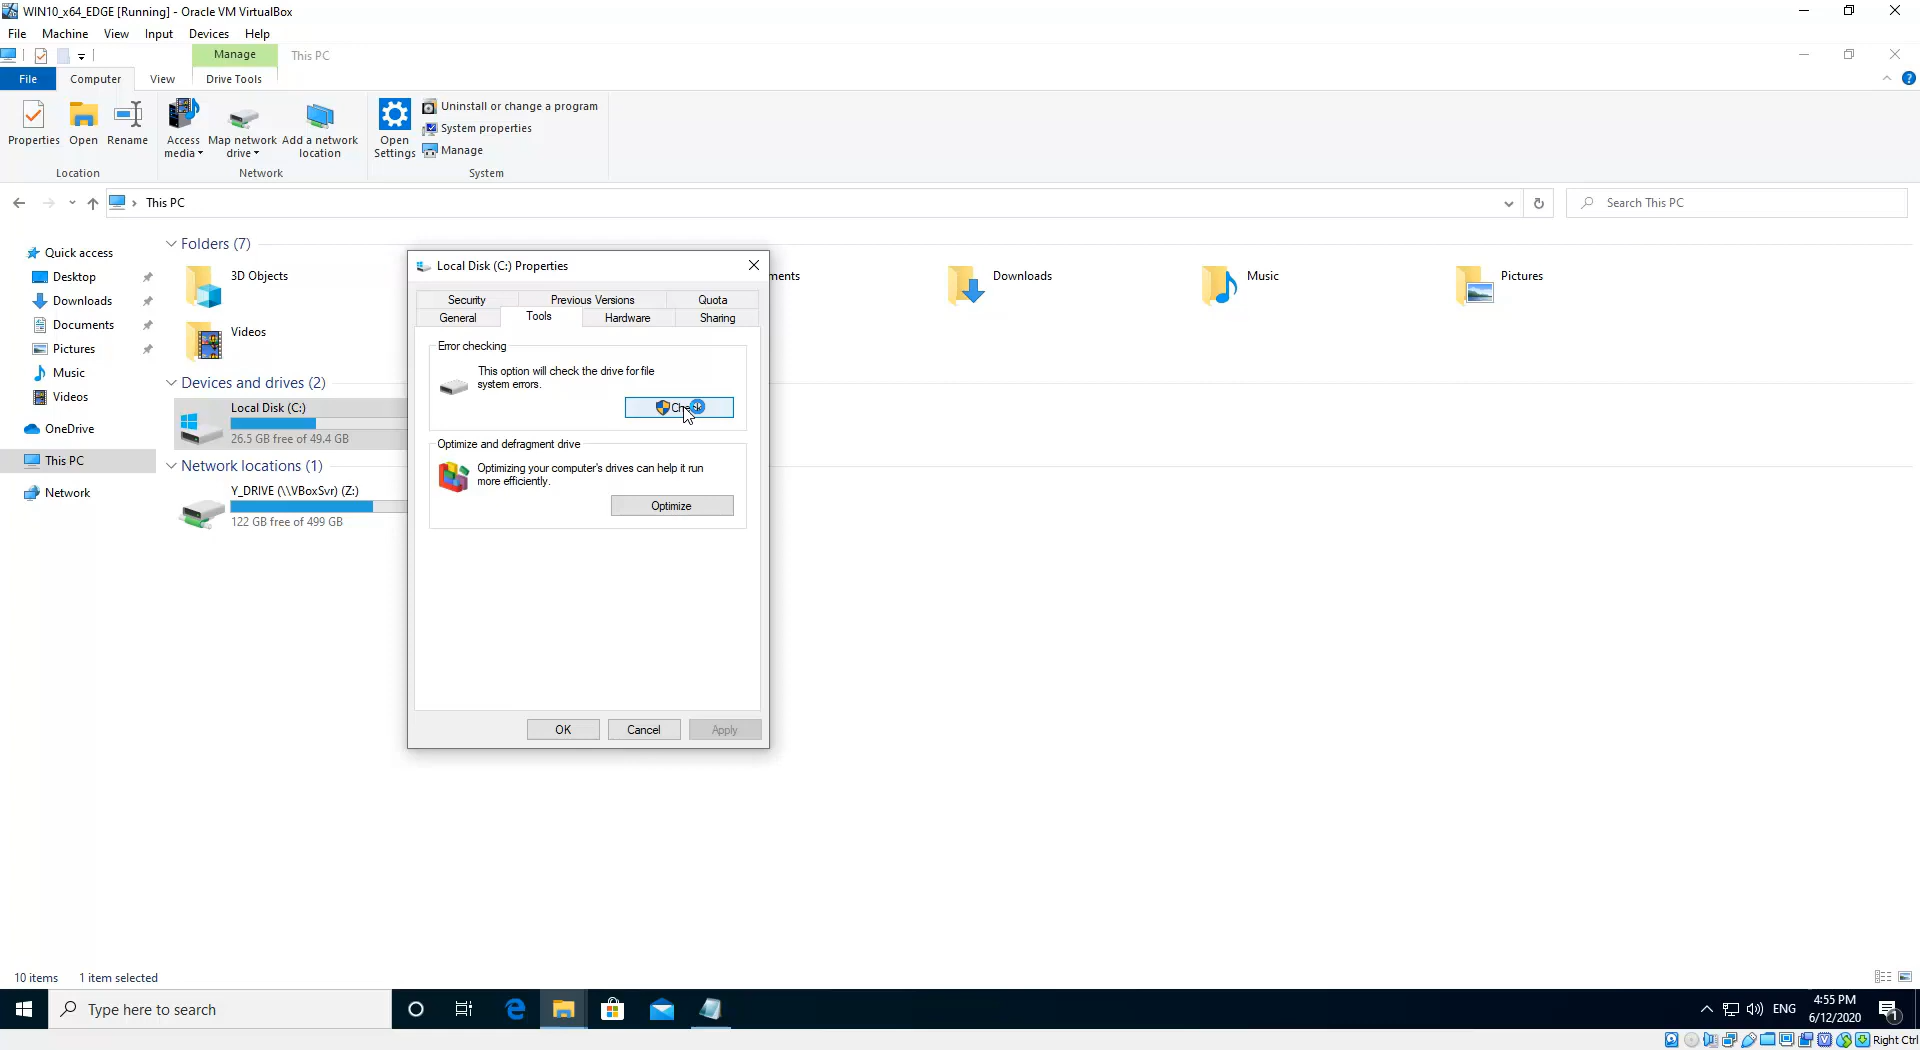 WIN10_x64_EDGE [Running] - Oracle VM VirtualBox
File Machine View Input Devices Help
Manage This PC
File Computer View Drive Tools
Properties Open Rename
Access media
Map network drive
Add a network location
Open Settings
Uninstall or change a program
System properties
Manage
Location Network System
This PC
Search This PC
Quick access
Desktop
Downloads
Documents
Pictures
Music
Videos
OneDrive
This PC
Network
Folders (7)
3D Objects
ments
Downloads
Music
Pictures
Videos
Devices and drives (2)
Local Disk (C:)
26.5 GB free of 49.4 GB
Network locations (1)
Y_DRIVE (\\VBoxSvr) (Z:)
122 GB free of 499 GB
Local Disk (C:) Properties
Security Previous Versions Quota
General Tools Hardware Sharing
Error checking
This option will check the drive for file
system errors.
Check
Optimize and defragment drive
Optimizing your computer's drives can help it run
more efficiently.
Optimize
OK Cancel Apply
10 items 1 item selected
Type here to search
ENG
4:55 PM
6/12/2020
1
Right Ctrl